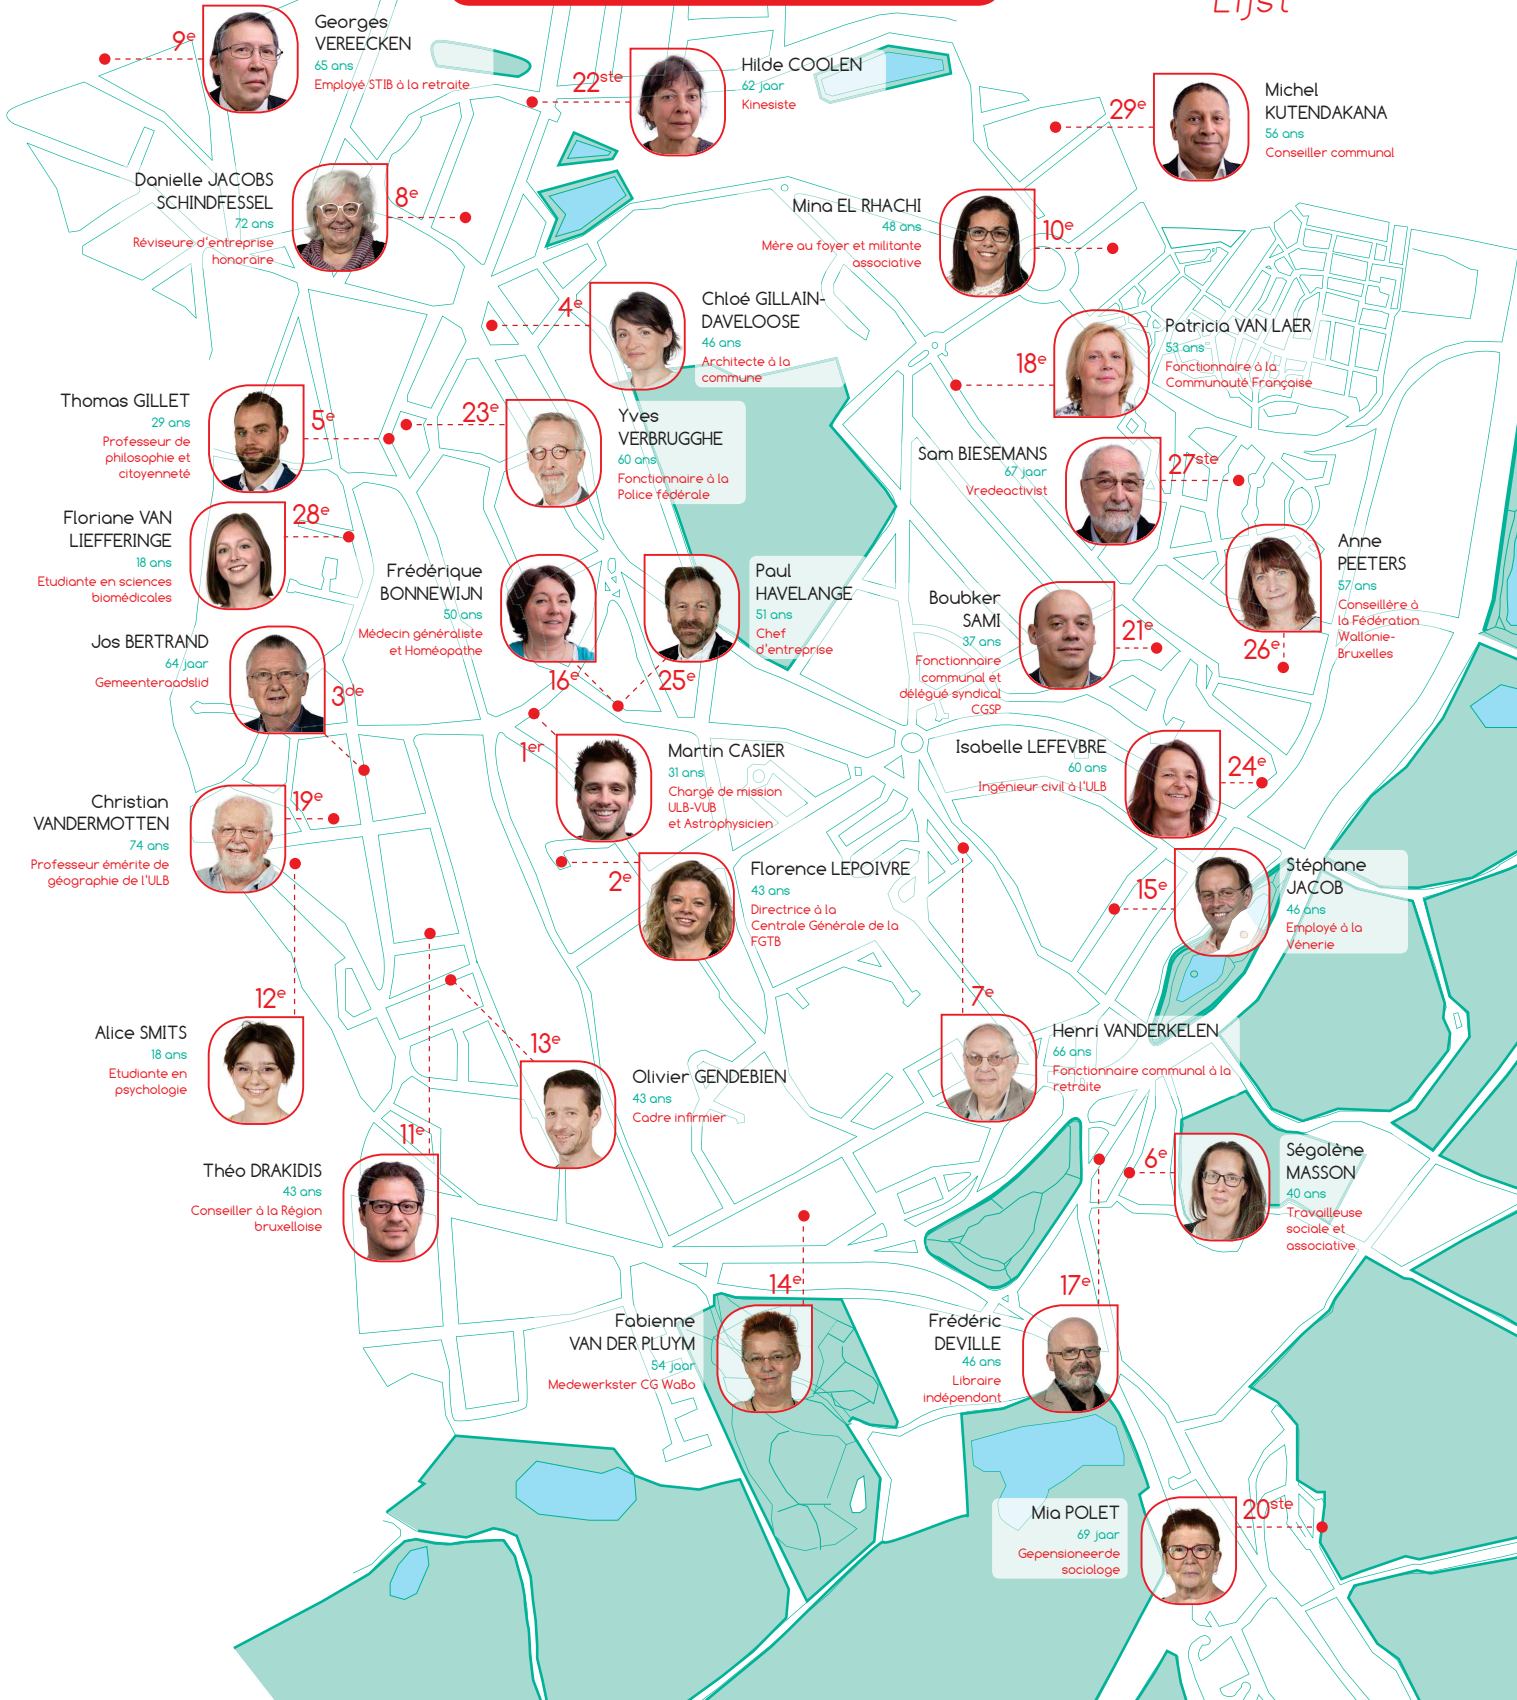 Lijst
9e
Georges
VEREECKEN
65 ans
Employé STIB à la retraite
22ste
Hilde COOLEN
62 jaar
Kinesiste
29e
Michel
KUTENDAKANA
56 ans
Conseiller communal
Danielle JACOBS
SCHINDFESSEL
72 ans
Réviseure d'entreprise
honoraire
8e
Mina EL RHACHI
48 ans
Mère au foyer et militante
associative
10e
4e
Chloé GILLAIN-
DAVELOOSE
46 ans
Architecte à la
commune
18e
Patricia VAN LAER
53 ans
Fonctionnaire à la
Communauté Française
Thomas GILLET
29 ans
Professeur de
philosophie et
citoyenneté
5e
23e
Yves
VERBRUGGHE
60 ans
Fonctionnaire à la
Police fédérale
Sam BIESEMANS
67 jaar
Vredeactivist
27ste
Floriane VAN
LIEFFERINGE
18 ans
Etudiante en sciences
biomédicales
28e
Frédérique
BONNEWIJN
50 ans
Médecin généraliste
et Homéopathe
16e
Paul
HAVELANGE
51 ans
Chef
d'entreprise
25e
Boubker
SAMI
37 ans
Fonctionnaire
communal et
délégué syndical
CGSP
21e
Anne
PEETERS
57 ans
Conseillère à
la Fédération
Wallonie-
Bruxelles
26e
Jos BERTRAND
64 jaar
Gemeenteraadslid
3de
1er
Martin CASIER
31 ans
Chargé de mission
ULB-VUB
et Astrophysicien
Isabelle LEFEVBRE
60 ans
Ingénieur civil à l'ULB
24e
Christian
VANDERMOTTEN
74 ans
Professeur émérite de
géographie de l'ULB
19e
2e
Florence LEPOIVRE
43 ans
Directrice à la
Centrale Générale de la
FGTB
15e
Stéphane
JACOB
46 ans
Employé à la
Vénerie
12e
Alice SMITS
18 ans
Etudiante en
psychologie
13e
Olivier GENDEBIEN
43 ans
Cadre infirmier
7e
Henri VANDERKELEN
66 ans
Fonctionnaire communal à la
retraite
11e
Théo DRAKIDIS
43 ans
Conseiller à la Région
bruxelloise
6e
Ségolène
MASSON
40 ans
Travailleuse
sociale et
associative
14e
Fabienne
VAN DER PLUYM
54 jaar
Medewerkster CG WaBo
17e
Frédéric
DEVILLE
46 ans
Libraire
indépendant
Mia POLET
69 jaar
Gepensioneerde
sociologe
20ste